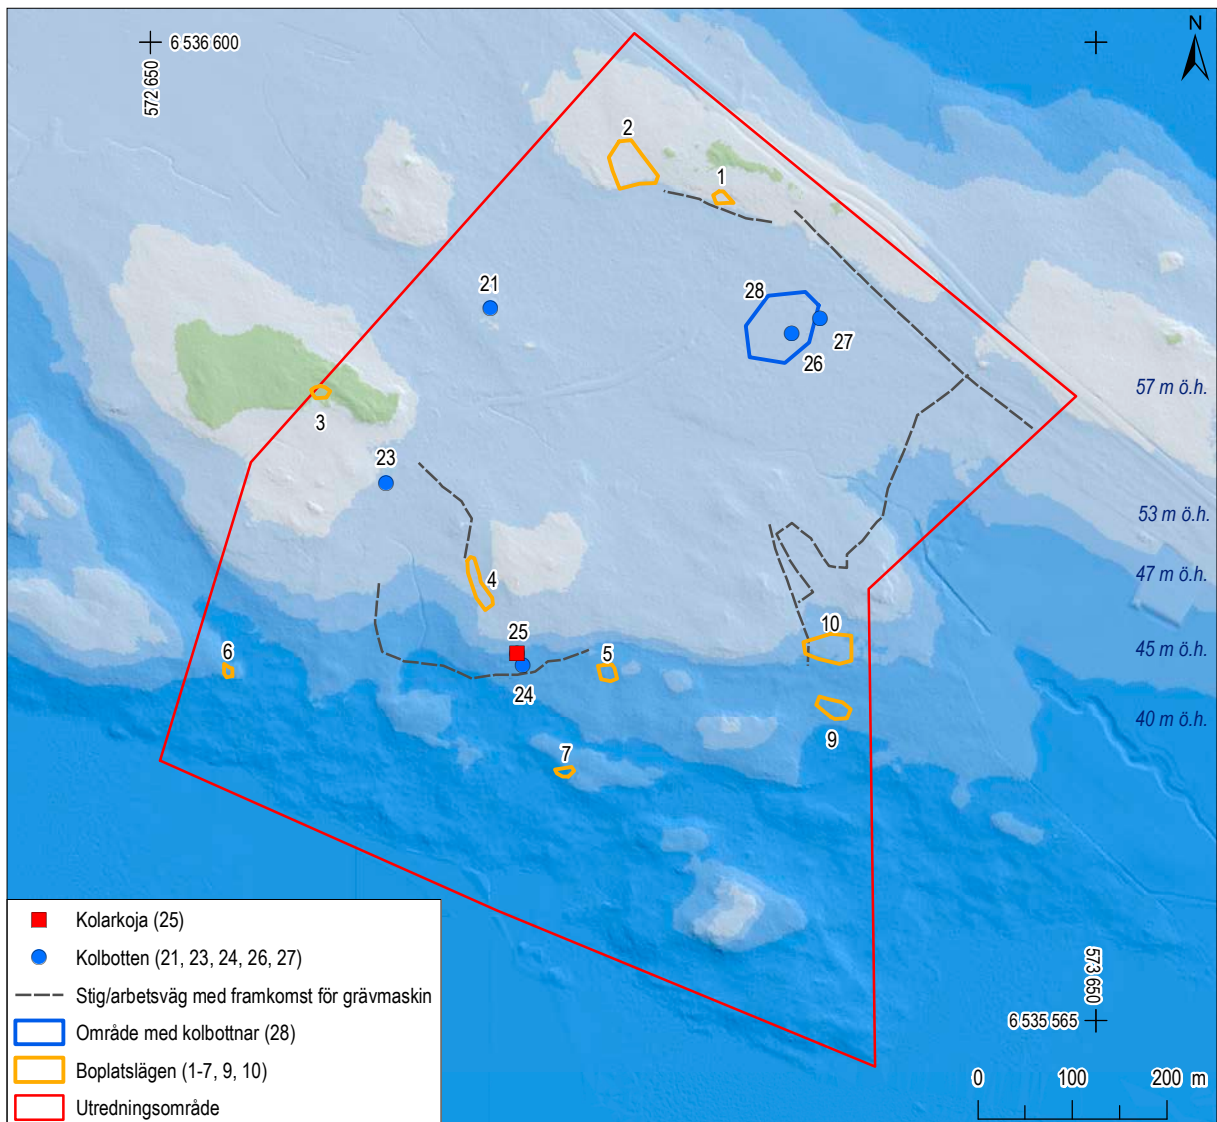 N
6 536 600
572 650
2
1
28
21
27
26
57 m ö.h.
3
23
53 m ö.h.
4
47 m ö.h.
10
25
5
6
45 m ö.h.
24
9
40 m ö.h.
7
Kolarkoja (25)
Kolbotten (21, 23, 24, 26, 27)
Stig/arbetsväg med framkomst för grävmaskin
Område med kolbottnar (28)
Boplatslägen (1-7, 9, 10)
Utredningsområde
573 650
6 535 565
0 100 200 m